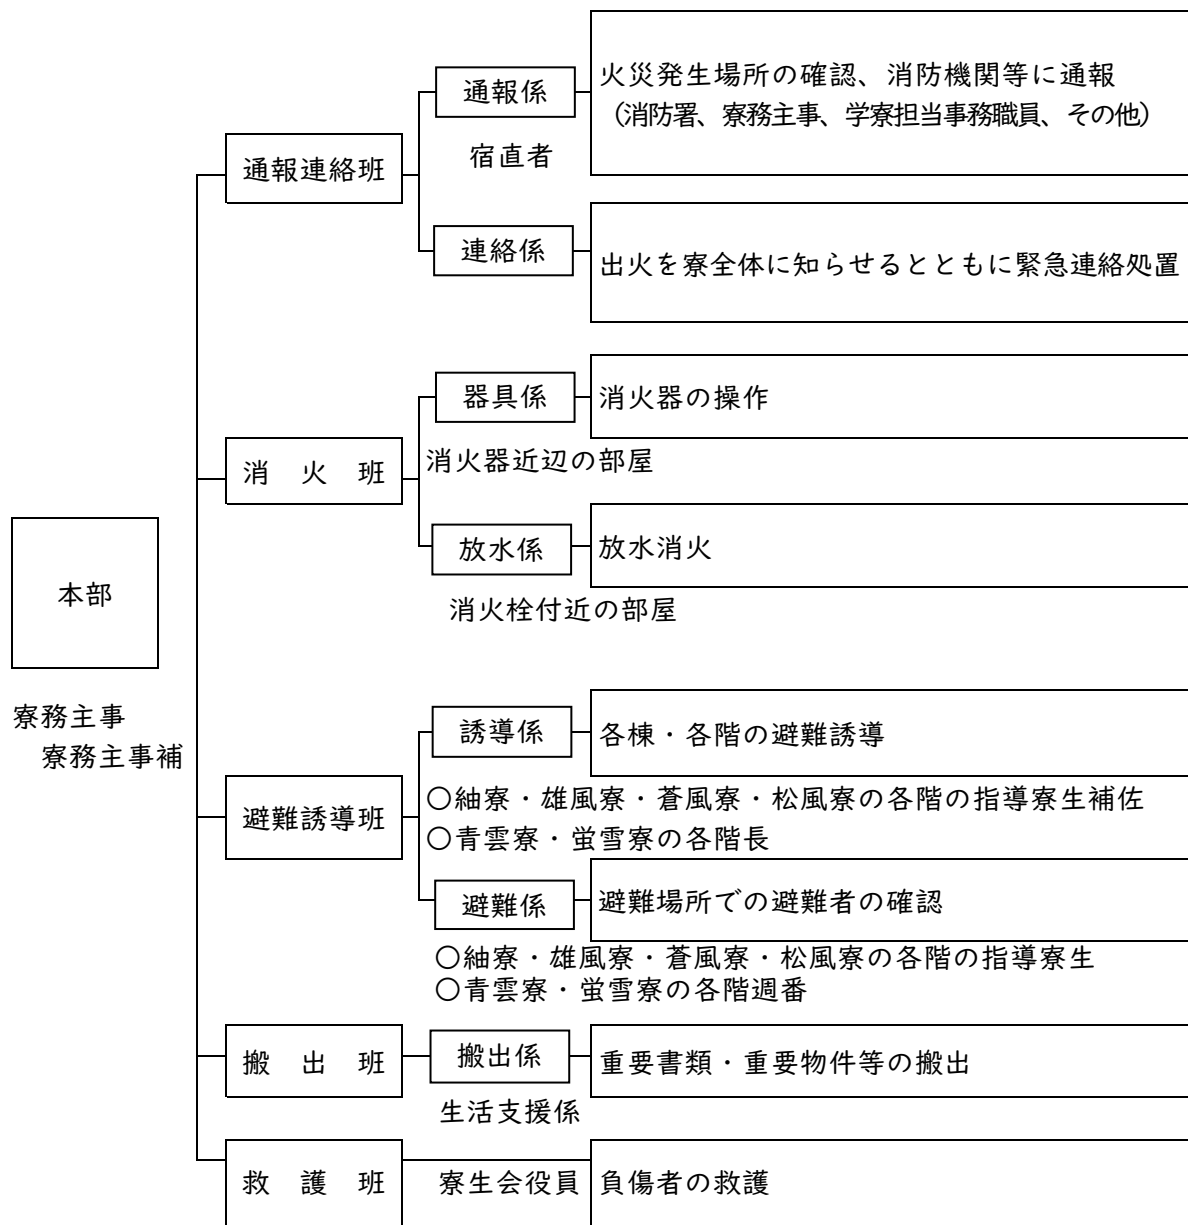 本部
寮務主事
寮務主事補
通報連絡班
通報係
宿直者
火災発生場所の確認、消防機関等に通報
（消防署、寮務主事、学寮担当事務職員、その他）
連絡係
出火を寮全体に知らせるとともに緊急連絡処置
消　火　班
器具係
消火器近辺の部屋
消火器の操作
放水係
消火栓付近の部屋
放水消火
避難誘導班
誘導係
各棟・各階の避難誘導
○紬寮・雄風寮・蒼風寮・松風寮の各階の指導寮生補佐
○青雲寮・蛍雪寮の各階長
避難係
避難場所での避難者の確認
○紬寮・雄風寮・蒼風寮・松風寮の各階の指導寮生
○青雲寮・蛍雪寮の各階週番
搬　出　班
搬出係
生活支援係
重要書類・重要物件等の搬出
救　護　班
寮生会役員
負傷者の救護